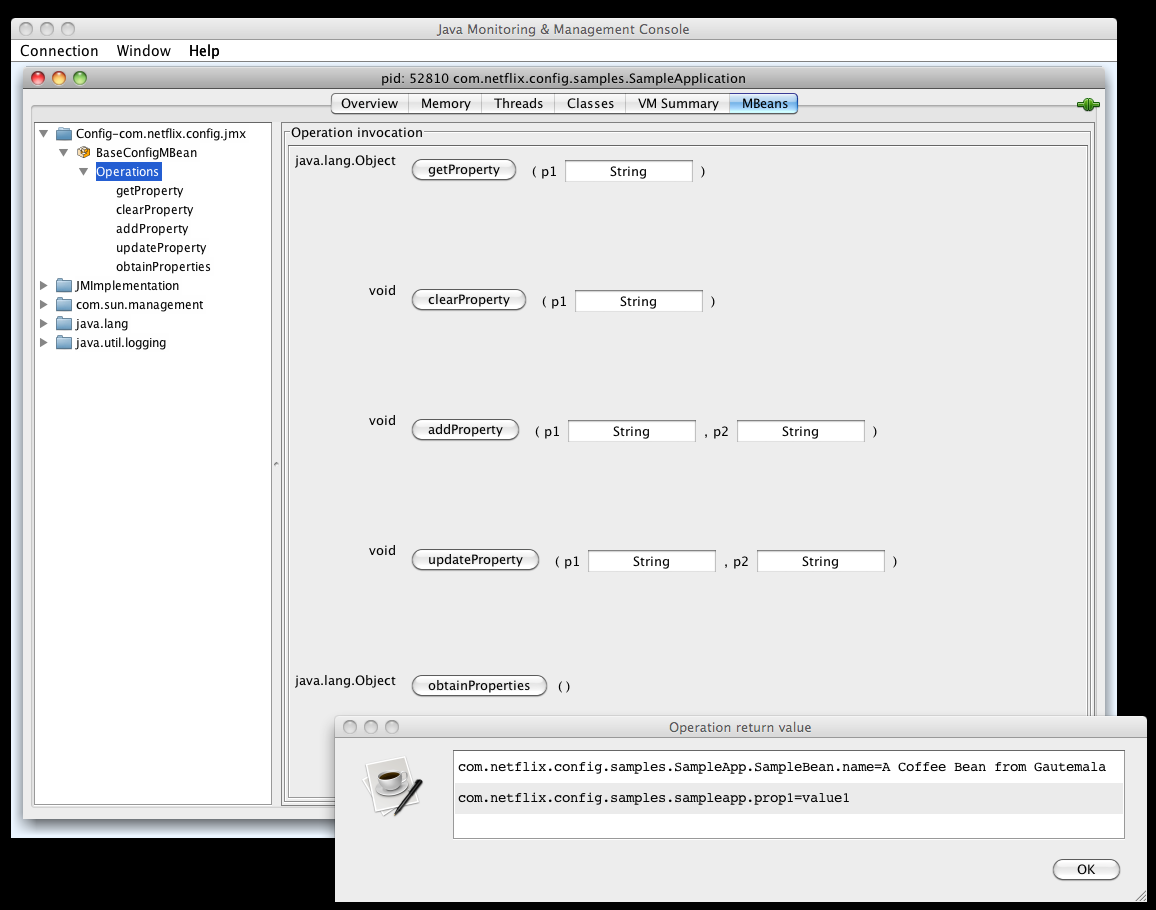 Java Monitoring & Management Console
Connection Window Help
pid: 52810 com.netflix.config.samples.SampleApplication
Overview Memory Threads Classes VM Summary MBeans
Config-com.netflix.config.jmx
BaseConfigMBean
Operations
getProperty
clearProperty
addProperty
updateProperty
obtainProperties
JMImplementation
com.sun.management
java.lang
java.util.logging
Operation invocation
java.lang.Object getProperty ( p1 String )
void clearProperty ( p1 String )
void addProperty ( p1 String , p2 String )
void updateProperty ( p1 String , p2 String )
java.lang.Object obtainProperties ( )
Operation return value
com.netflix.config.samples.SampleApp.SampleBean.name=A Coffee Bean from Gautemala
com.netflix.config.samples.sampleapp.prop1=value1
OK